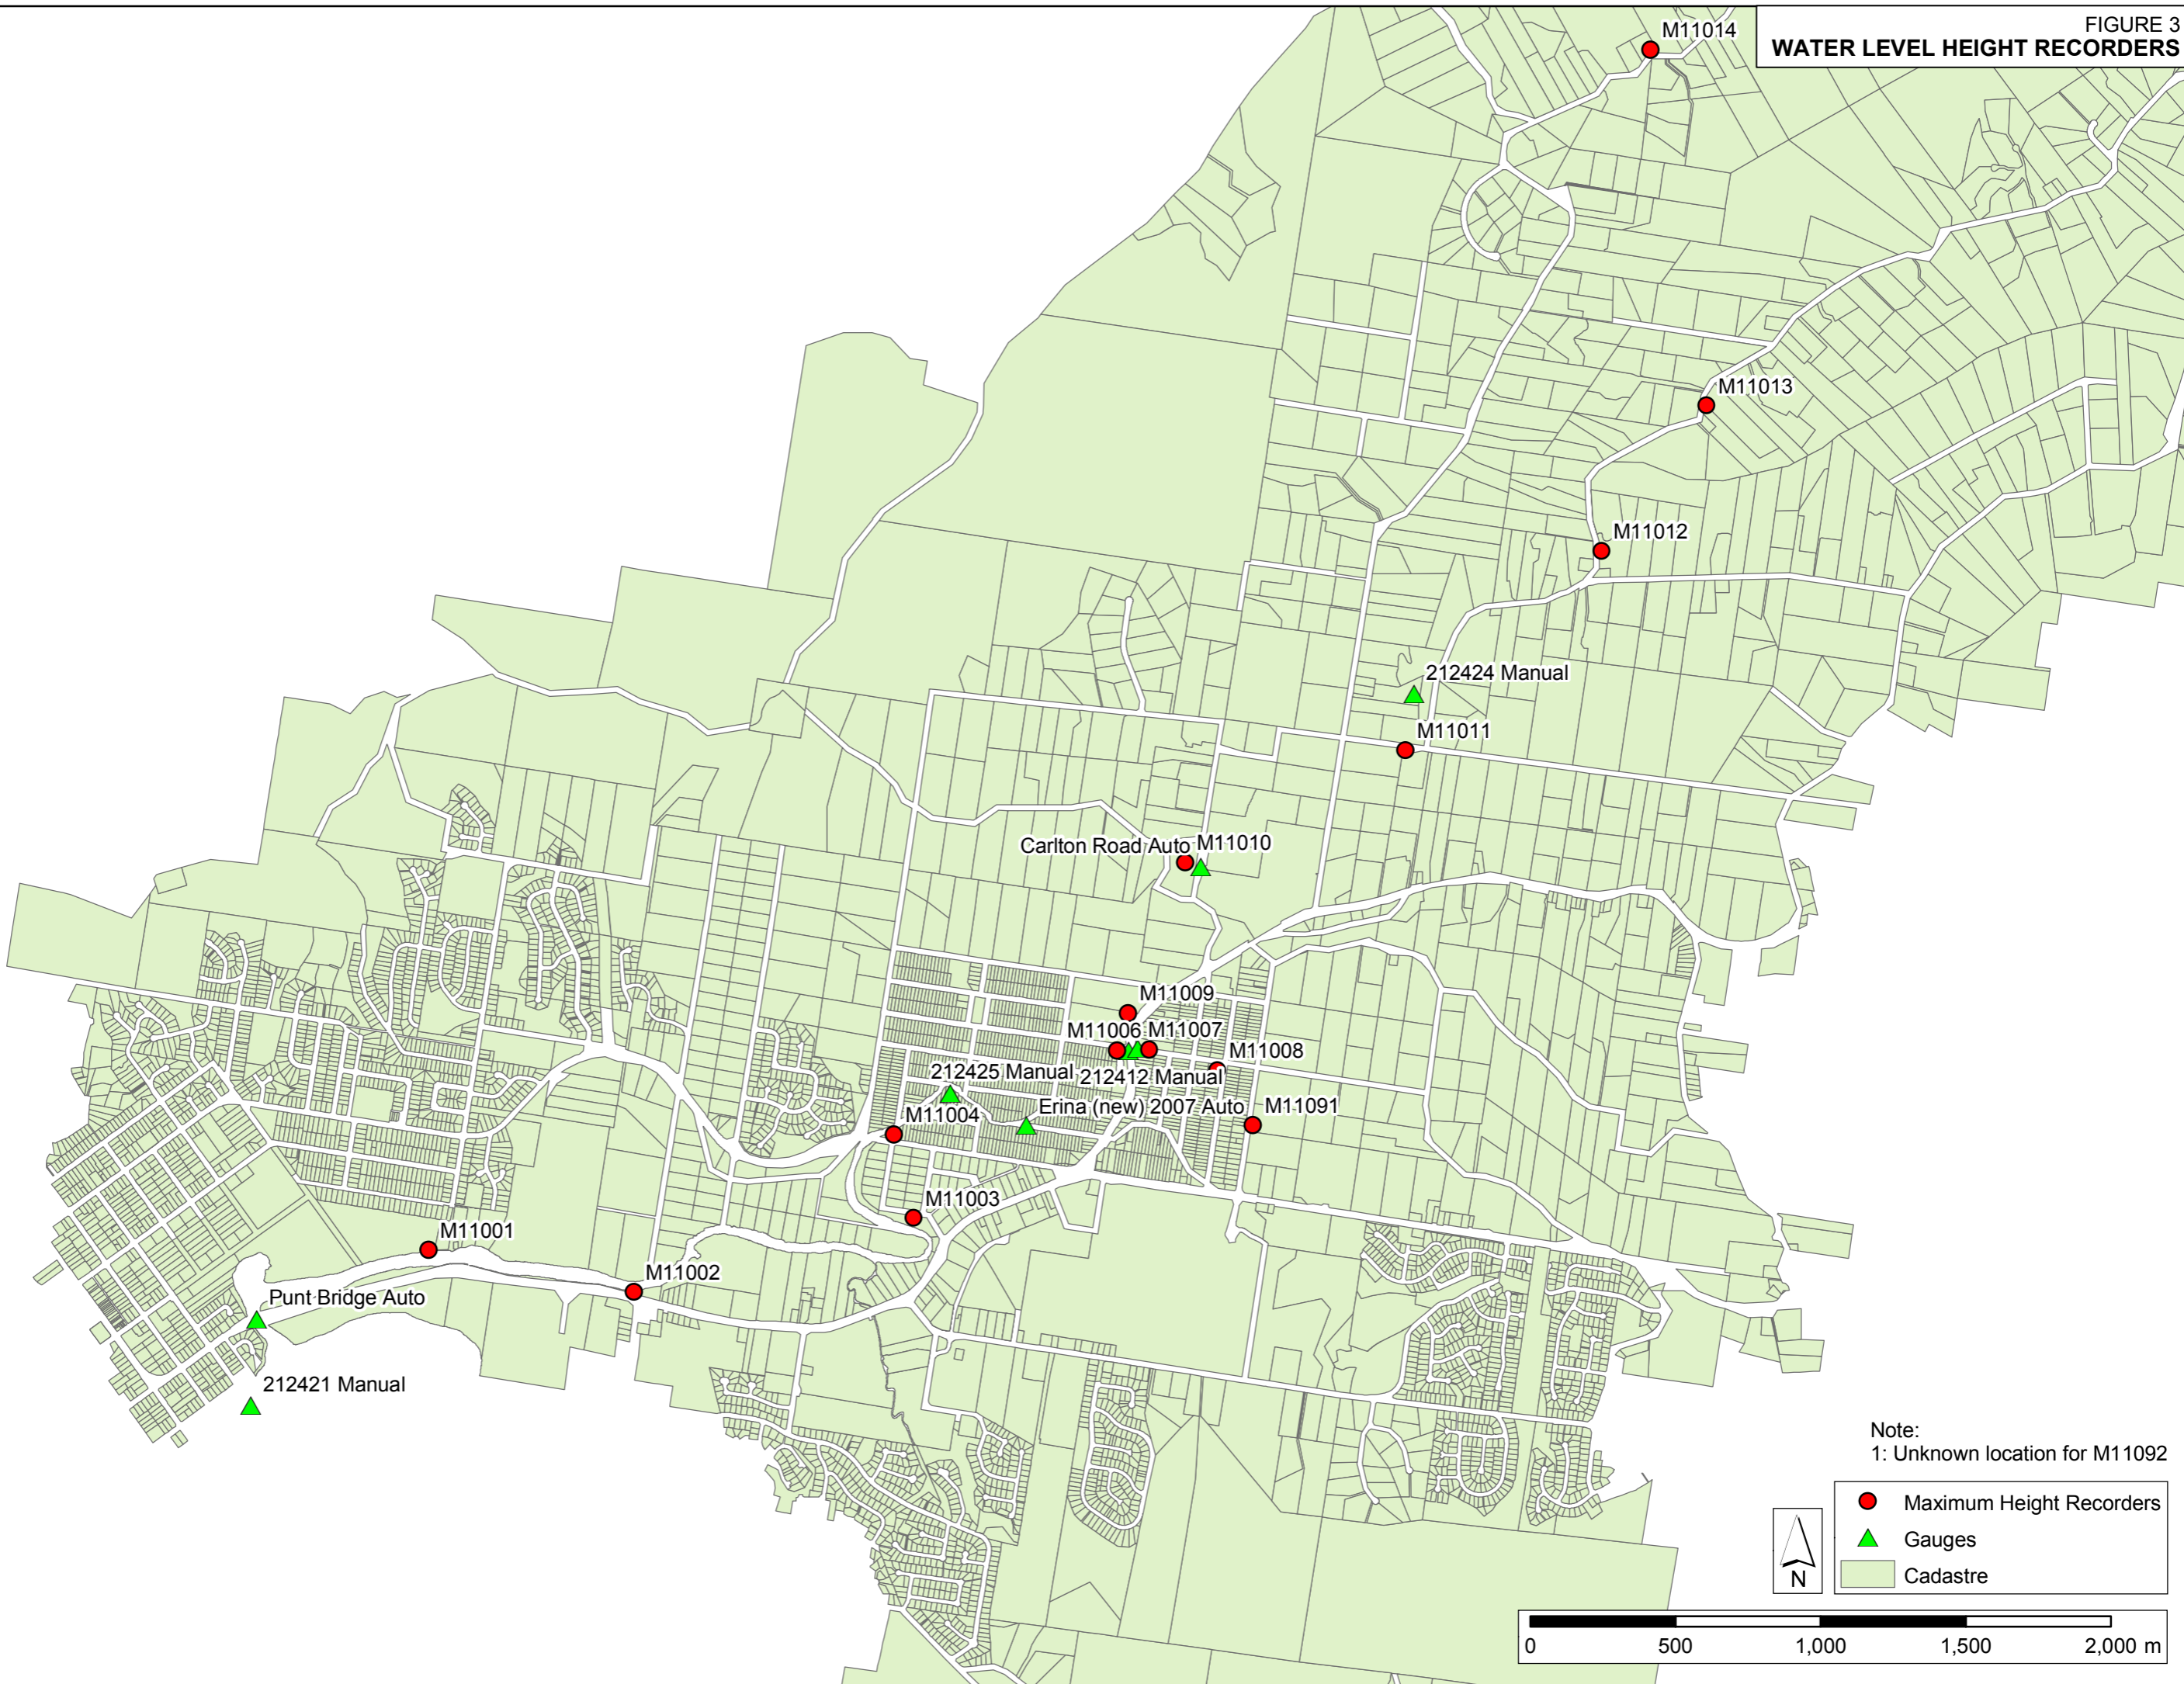 FIGURE 3
WATER LEVEL HEIGHT RECORDERS
M11014
M11013
M11012
212424 Manual
M11011
Carlton Road Auto
M11010
M11009
M11006
M11007
M11008
212425 Manual
212412 Manual
Erina (new) 2007 Auto
M11091
M11004
M11003
M11001
M11002
Punt Bridge Auto
212421 Manual
Note:
1: Unknown location for M11092
Maximum Height Recorders
Gauges
Cadastre
N
0 500 1,000 1,500 2,000 m